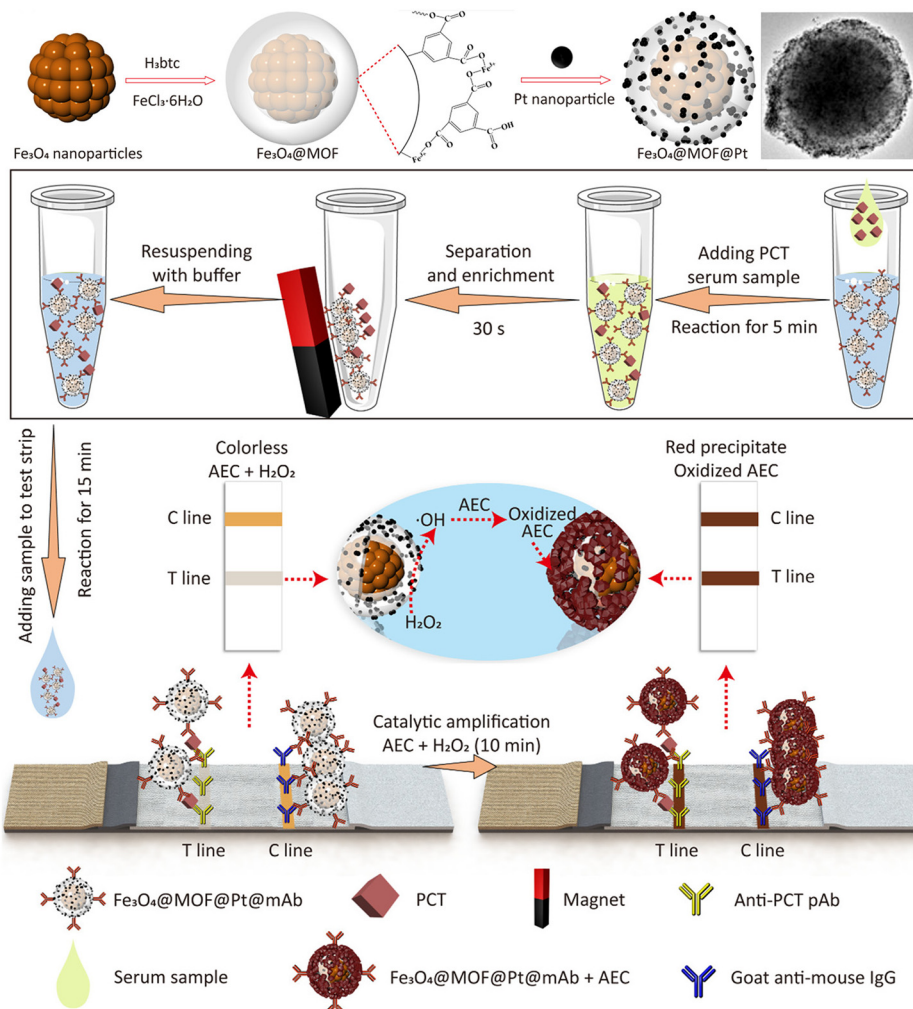 H₃btc
FeCl₃·6H₂O
Pt nanoparticle
Fe₃O₄ nanoparticles
Fe₃O₄@MOF
Fe₃O₄@MOF@Pt
O
C
O
C
O
O
Fe³⁺
O
C
O
O
C
O
C
OH
O
Fe³⁺
Resuspending
with buffer
Separation
and enrichment
30 s
Adding PCT
serum sample
Reaction for 5 min
Adding sample to test strip
Reaction for 15 min
Colorless
AEC + H₂O₂
C line
T line
·OH
AEC
Oxidized
AEC
H₂O₂
Red precipitate
Oxidized AEC
C line
T line
Catalytic amplification
AEC + H₂O₂ (10 min)
T line
C line
T line
C line
Fe₃O₄@MOF@Pt@mAb
PCT
Magnet
Anti-PCT pAb
Serum sample
Fe₃O₄@MOF@Pt@mAb + AEC
Goat anti-mouse IgG